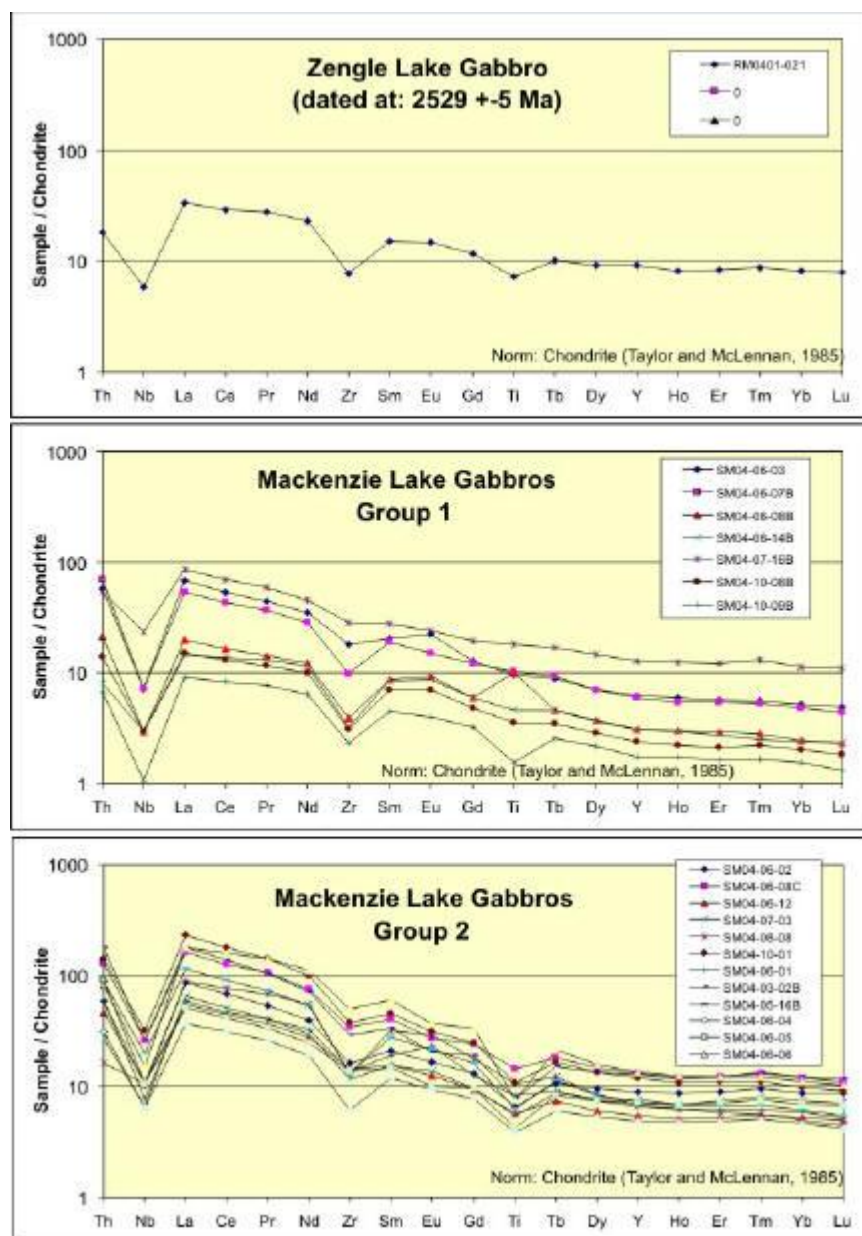 1000
Zengle Lake Gabbro
(dated at: 2529 +-5 Ma)
RM0401-021
0
0
100
10
1
Sample / Chondrite
Norm: Chondrite (Taylor and McLennan, 1985)
Th Nb La Ce Pr Nd Zr Sm Eu Gd Ti Tb Dy Y Ho Er Tm Yb Lu
1000
Mackenzie Lake Gabbros
Group 1
SM04-06-03
SM04-06-07B
SM04-06-08B
SM04-06-14B
SM04-07-16B
SM04-10-08B
SM04-10-09B
100
10
1
Sample / Chondrite
Norm: Chondrite (Taylor and McLennan, 1985)
Th Nb La Ce Pr Nd Zr Sm Eu Gd Ti Tb Dy Y Ho Er Tm Yb Lu
1000
Mackenzie Lake Gabbros
Group 2
SM04-06-02
SM04-06-08C
SM04-06-12
SM04-07-03
SM04-10-01
SM04-06-01
SM04-03-02B
SM04-06-04
SM04-06-05
SM04-06-06
100
10
1
Sample / Chondrite
Norm: Chondrite (Taylor and McLennan, 1985)
Th Nb La Ce Pr Nd Zr Sm Eu Gd Ti Tb Dy Y Ho Er Tm Yb Lu